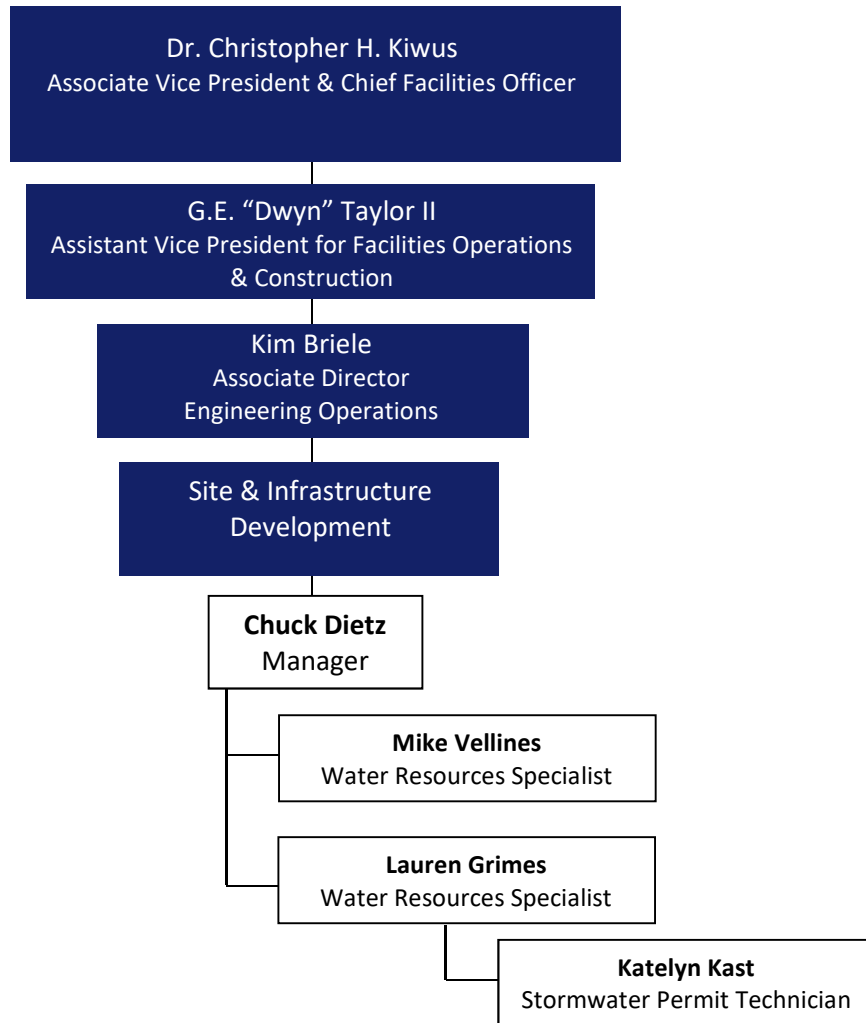 Dr. Christopher H. Kiwus
Associate Vice President & Chief Facilities Officer
G.E. “Dwyn” Taylor II
Assistant Vice President for Facilities Operations
& Construction
Kim Briele
Associate Director
Engineering Operations
Site & Infrastructure
Development
Chuck Dietz
Manager
Mike Vellines
Water Resources Specialist
Lauren Grimes
Water Resources Specialist
Katelyn Kast
Stormwater Permit Technician